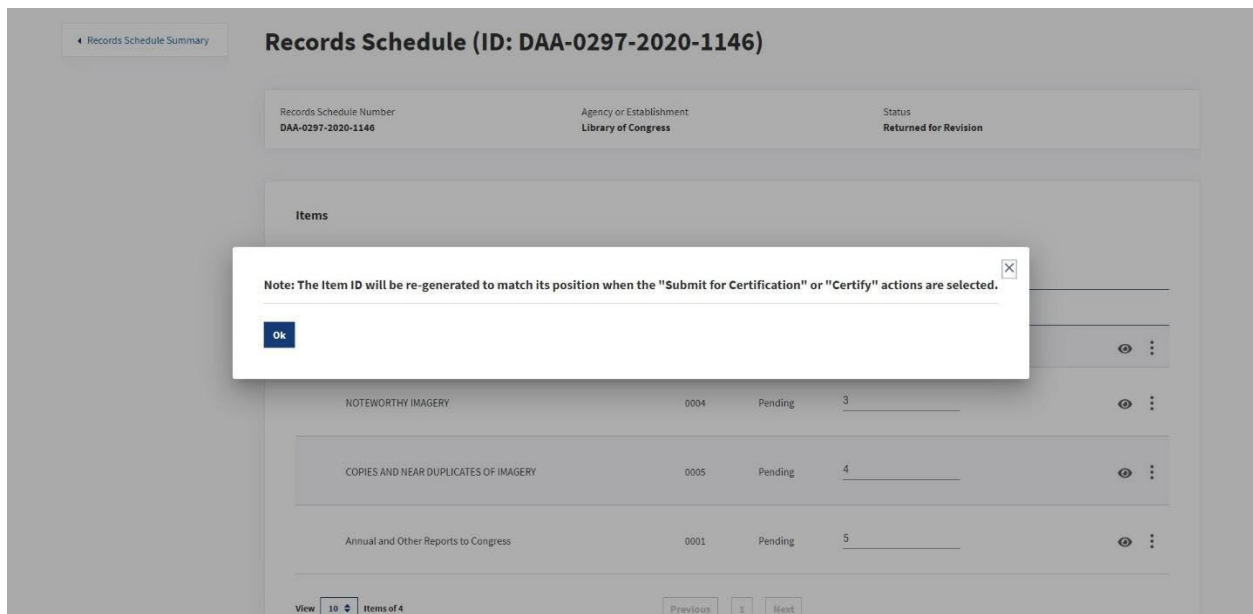 Records Schedule Summary
Records Schedule (ID: DAA-0297-2020-1146)
Records Schedule Number
Agency or Establishment
Status
DAA-0297-2020-1146
Library of Congress
Returned for Revision
Items
Note: The Item ID will be re-generated to match its position when the "Submit for Certification" or "Certify" actions are selected.
Ok
NOTEWORTHY IMAGERY 0004 Pending 3
COPIES AND NEAR DUPLICATES OF IMAGERY 0005 Pending 4
Annual and Other Reports to Congress 0001 Pending 5
View 10 Items of 4 Previous 1 Next